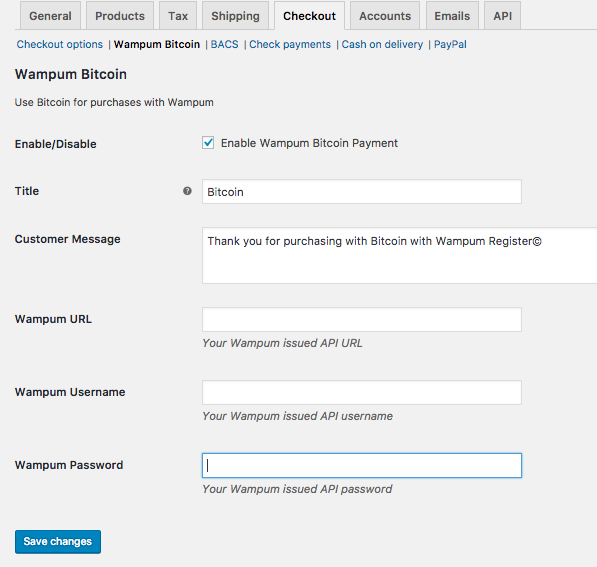 General Products Tax Shipping Checkout Accounts Emails API
Checkout options | Wampum Bitcoin | BACS | Check payments | Cash on delivery | PayPal
Wampum Bitcoin
Use Bitcoin for purchases with Wampum
Enable/Disable Enable Wampum Bitcoin Payment
Title ? Bitcoin
Customer Message Thank you for purchasing with Bitcoin with Wampum Register©
Wampum URL
Your Wampum issued API URL
Wampum Username
Your Wampum issued API username
Wampum Password
Your Wampum issued API password
Save changes